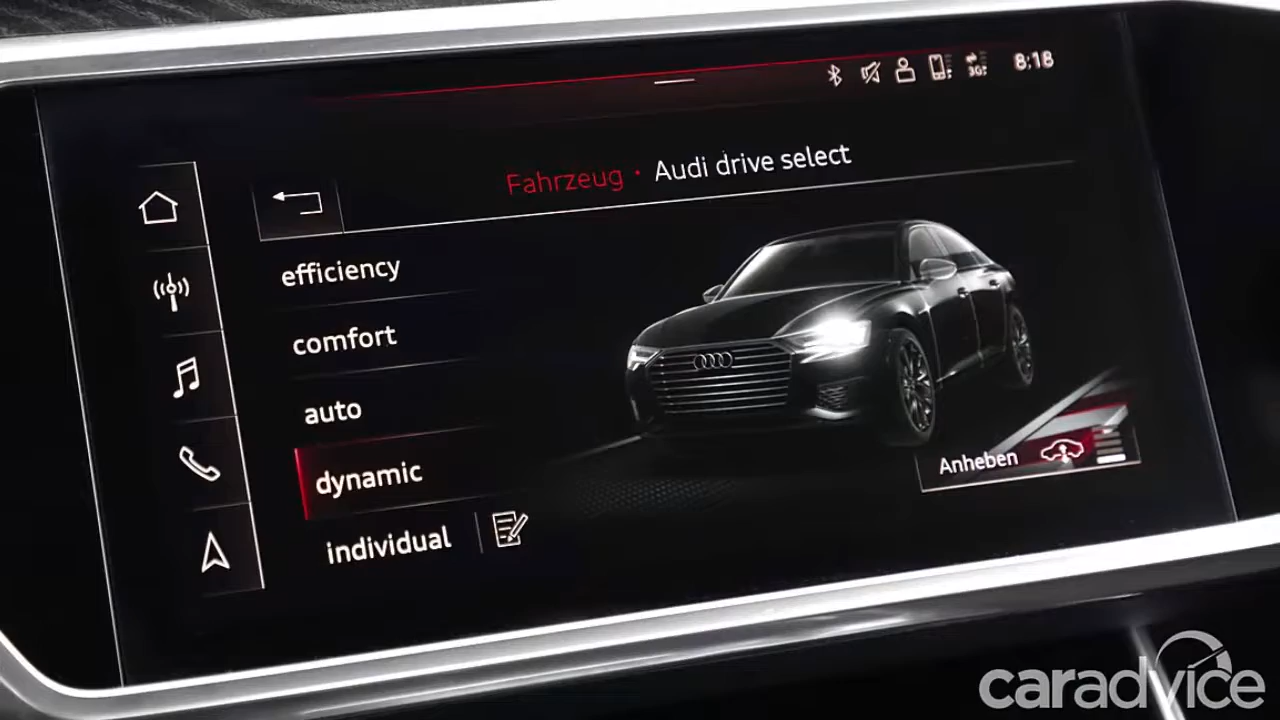 8:18
Fahrzeug · Audi drive select
efficiency
comfort
auto
dynamic
individual
Anheben
caradvice